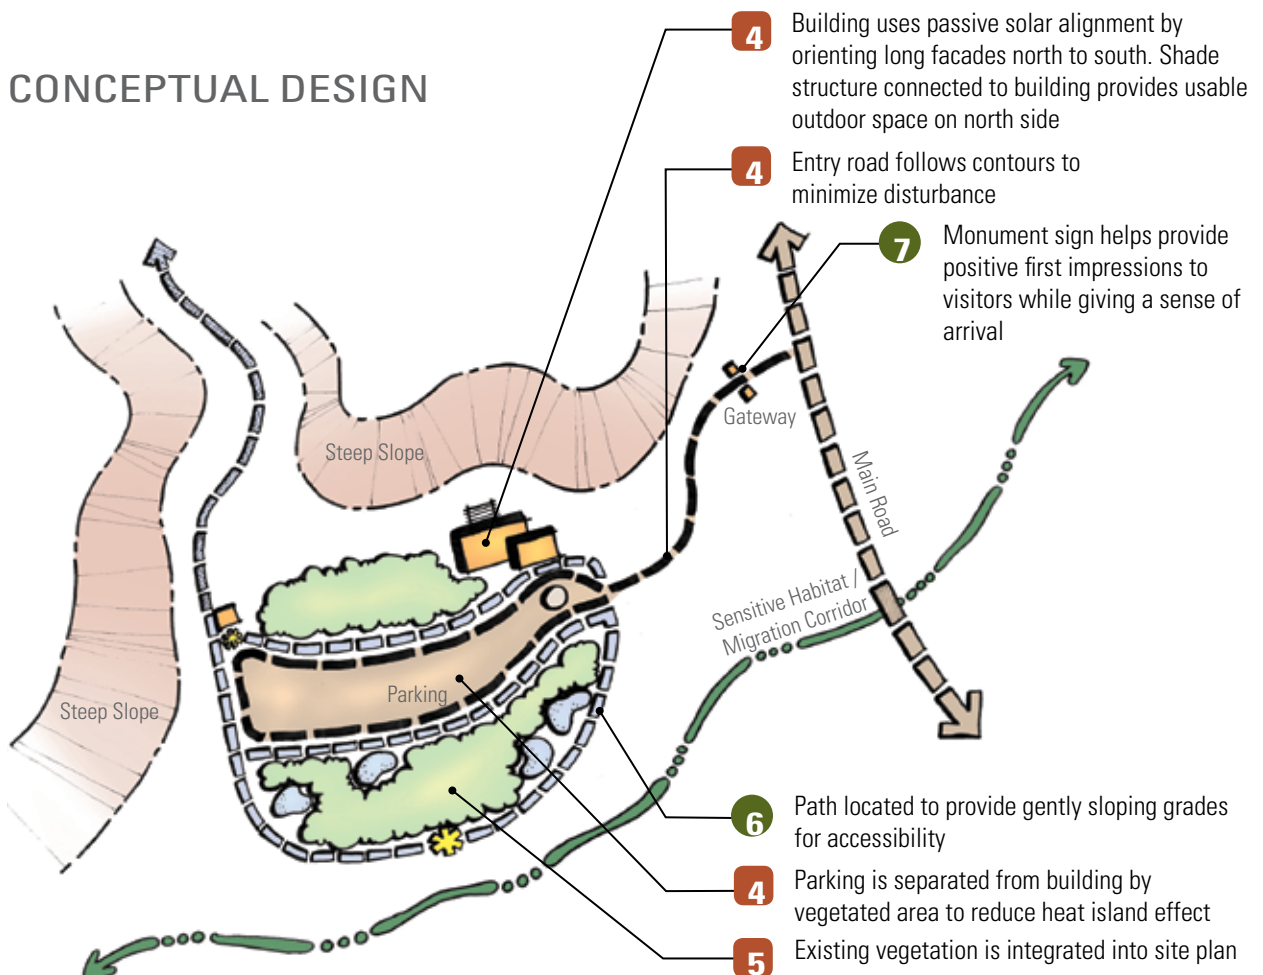 CONCEPTUAL DESIGN
4
Building uses passive solar alignment by
orienting long facades north to south. Shade
structure connected to building provides usable
outdoor space on north side
4
Entry road follows contours to
minimize disturbance
7
Monument sign helps provide
positive first impressions to
visitors while giving a sense of
arrival
Gateway
Steep Slope
Main Road
Sensitive Habitat /
Migration Corridor
Parking
Steep Slope
6
Path located to provide gently sloping grades
for accessibility
4
Parking is separated from building by
vegetated area to reduce heat island effect
5
Existing vegetation is integrated into site plan